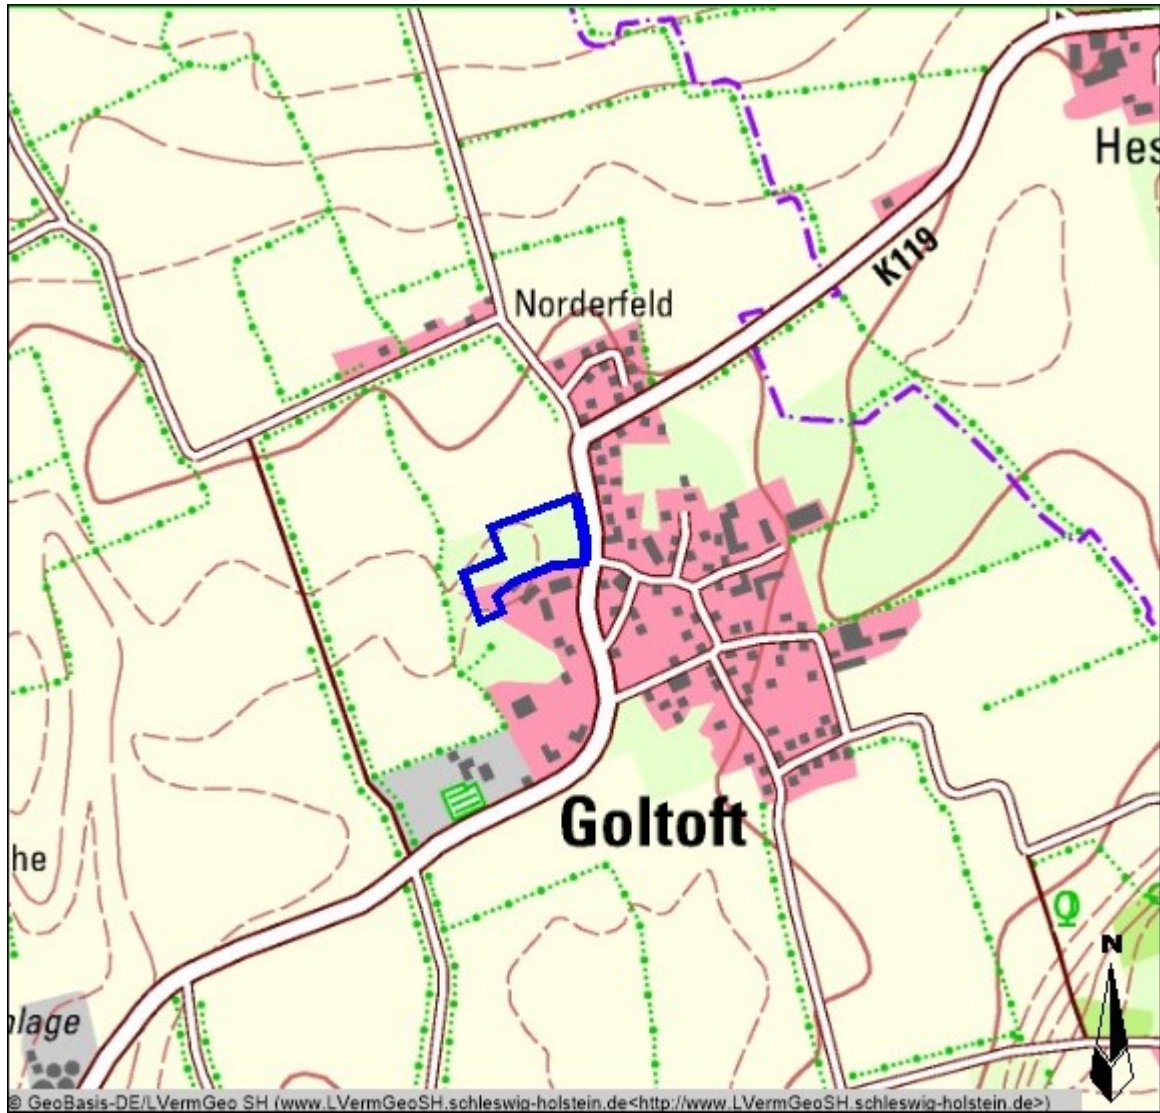 Hes
K119
Norderfeld
Goltoft
he
N
nlage
© GeoBasis-DE/LVermGeo SH (www.LVermGeoSH.schleswig-holstein.de<http://www.LVermGeoSH.schleswig-holstein.de>)